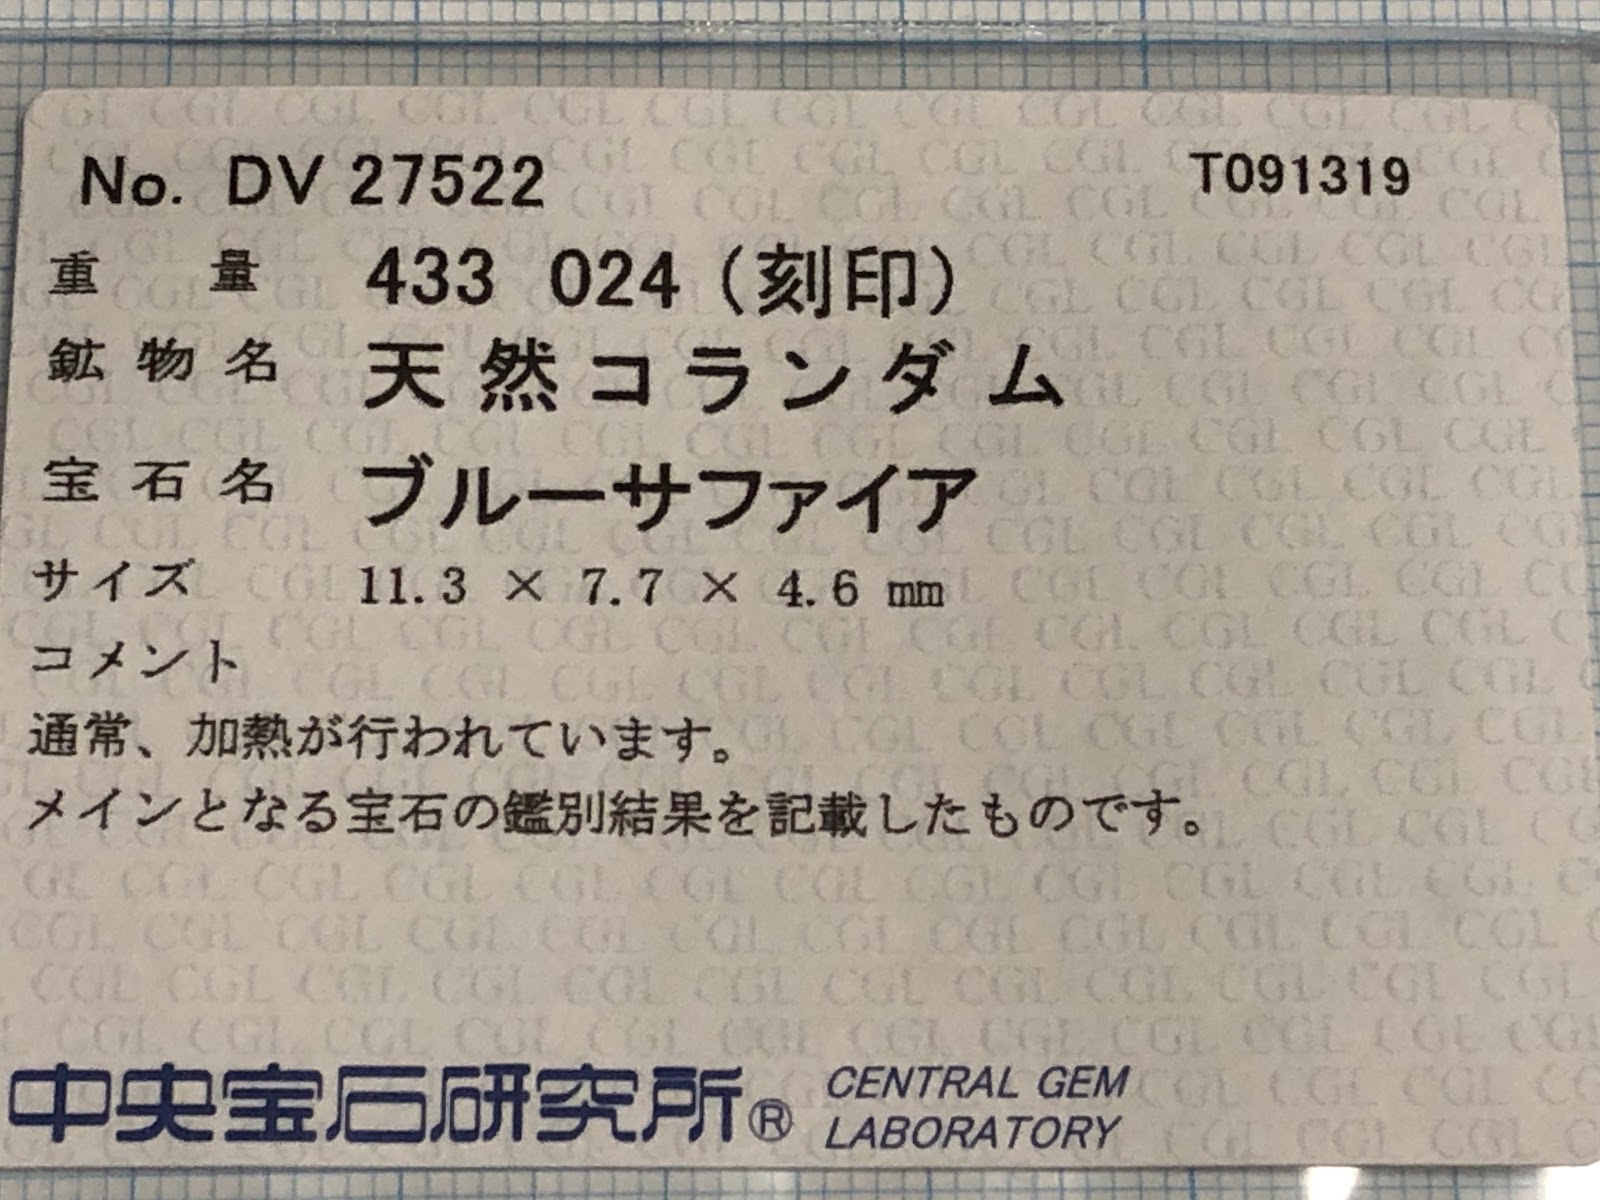 No. DV 27522 T091319
重量 433 024 (刻印)
鉱物名 天然コランダム
宝石名 ブルーサファイア
サイズ 11.3 × 7.7 × 4.6 mm
コメント
通常、加熱が行われています。
メインとなる宝石の鑑別結果を記載したものです。
中央宝石研究所® CENTRAL GEM
LABORATORY